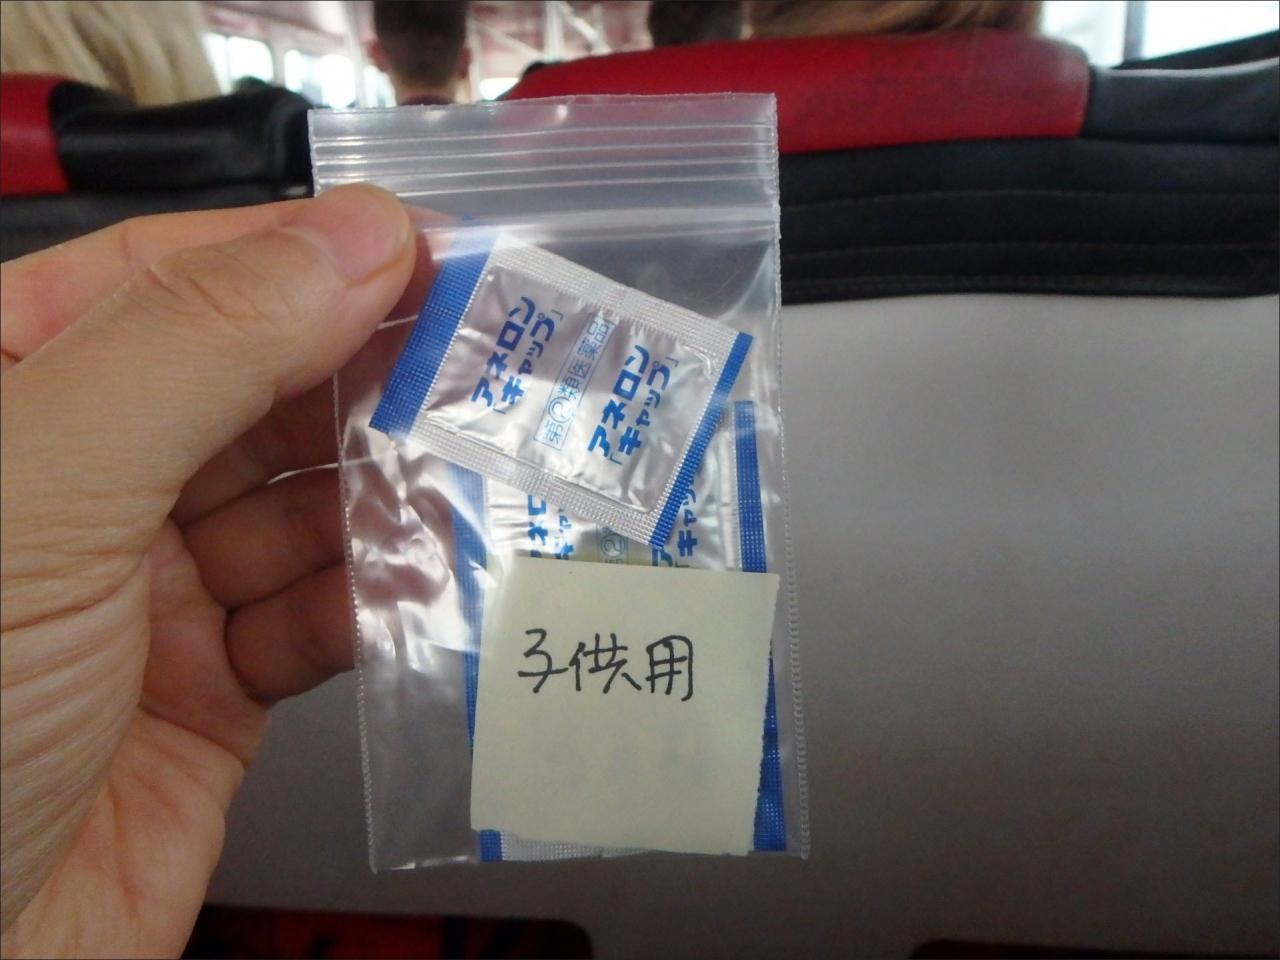 アネロン
「キャップ」
第②類医薬品
アネロン
「キャップ」
子供用